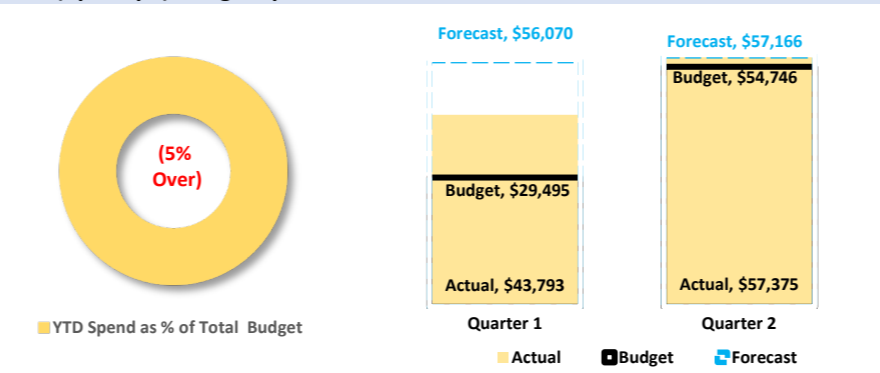 Forecast, $56,070
Forecast, $57,166
Budget, $54,746
(5%
Over)
Budget, $29,495
Actual, $43,793
Actual, $57,375
Quarter 1
Quarter 2
YTD Spend as % of Total Budget
Actual
Budget
Forecast